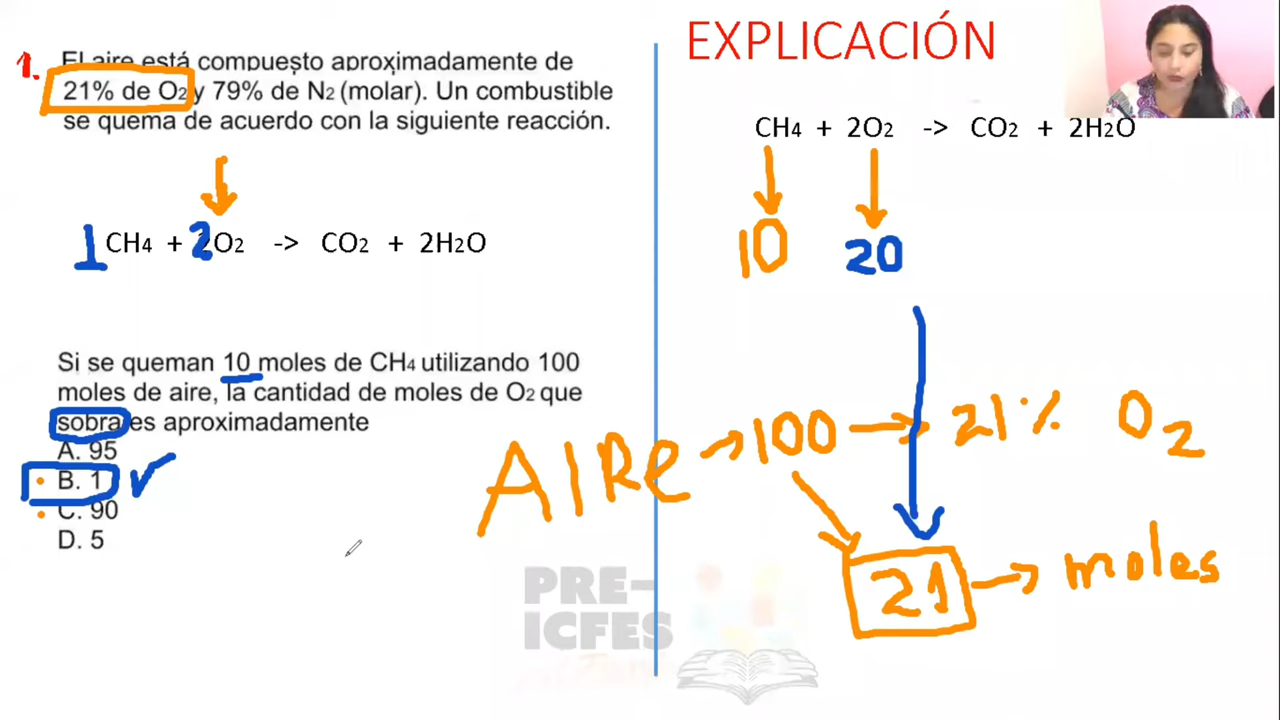 1.
El aire está compuesto aproximadamente de
21% de O2 y 79% de N2 (molar). Un combustible
se quema de acuerdo con la siguiente reacción.
1 CH4 + 2O2 -> CO2 + 2H2O
Si se queman 10 moles de CH4 utilizando 100
moles de aire, la cantidad de moles de O2 que
sobra es aproximadamente
A. 95
B. 1
C. 90
D. 5
EXPLICACIÓN
CH4 + 2O2 -> CO2 + 2H2O
10 20
AIRe 100 21% O2
21 moles
PRE-
ICFES